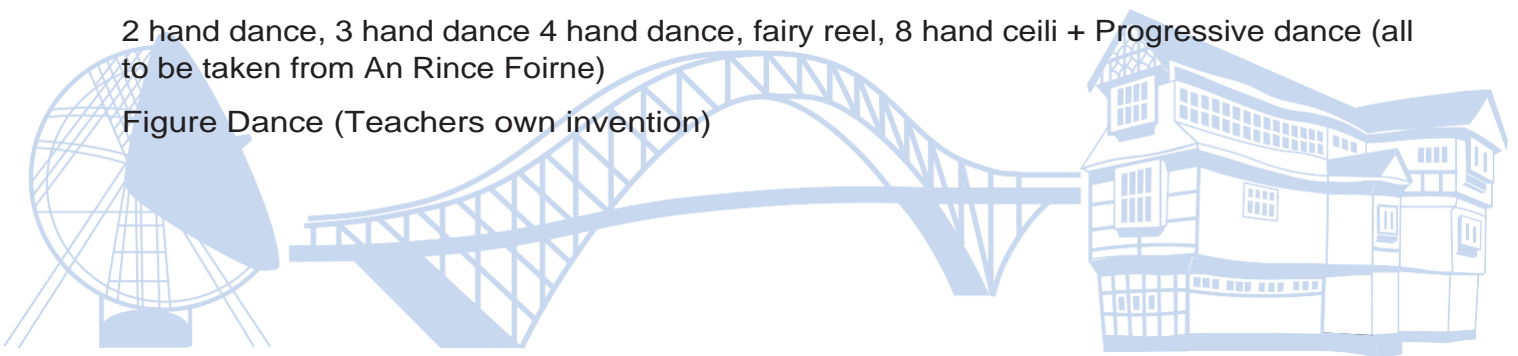 2 hand dance, 3 hand dance 4 hand dance, fairy reel, 8 hand ceili + Progressive dance (all
to be taken from An Rince Foirne)
Figure Dance (Teachers own invention)